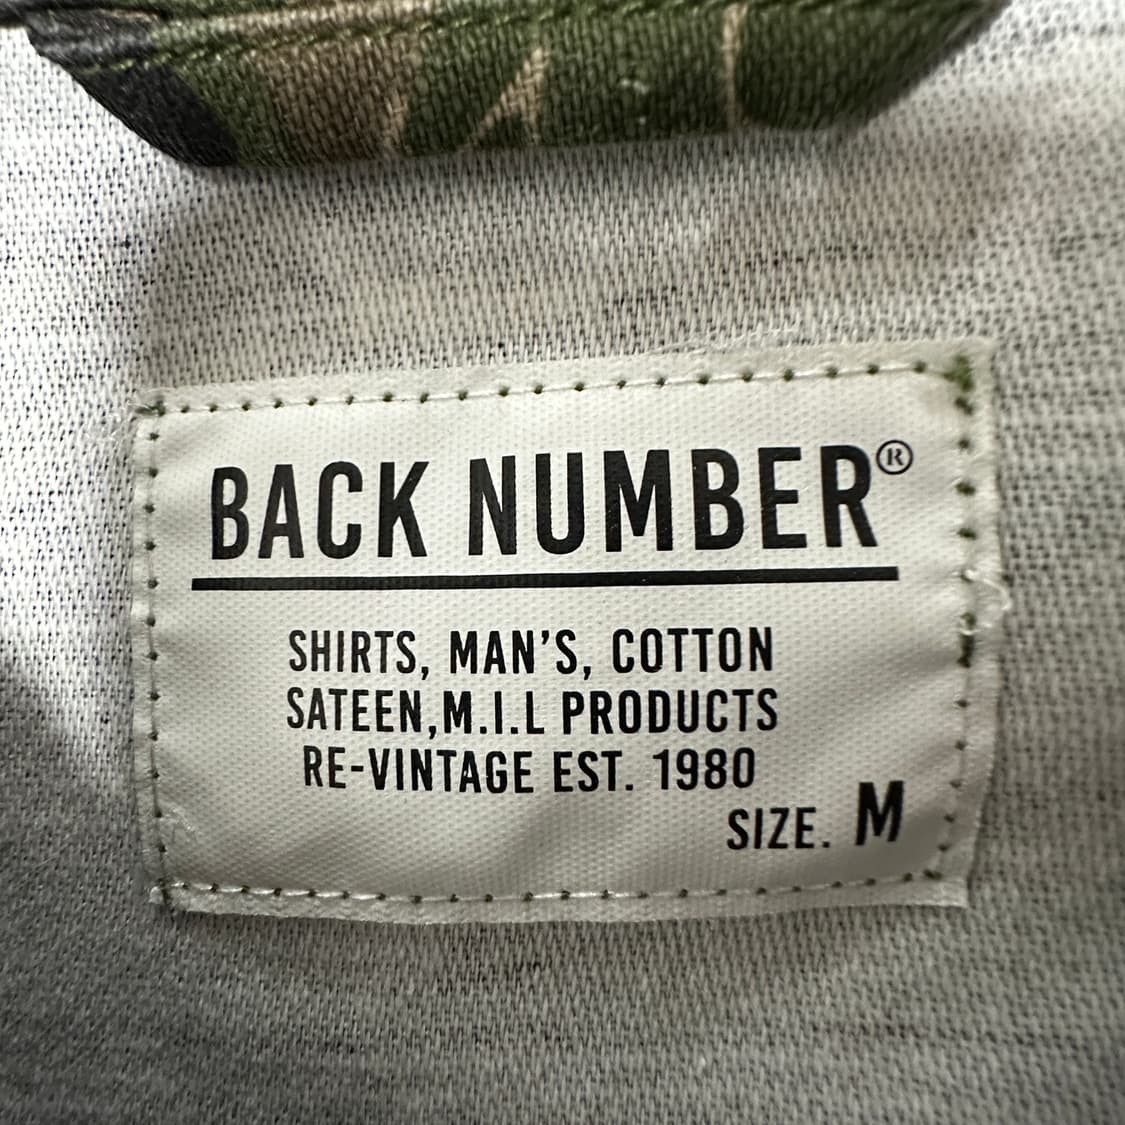 BACK NUMBER®
SHIRTS, MAN'S, COTTON
SATEEN,M.I.L PRODUCTS
RE-VINTAGE EST. 1980
SIZE. M